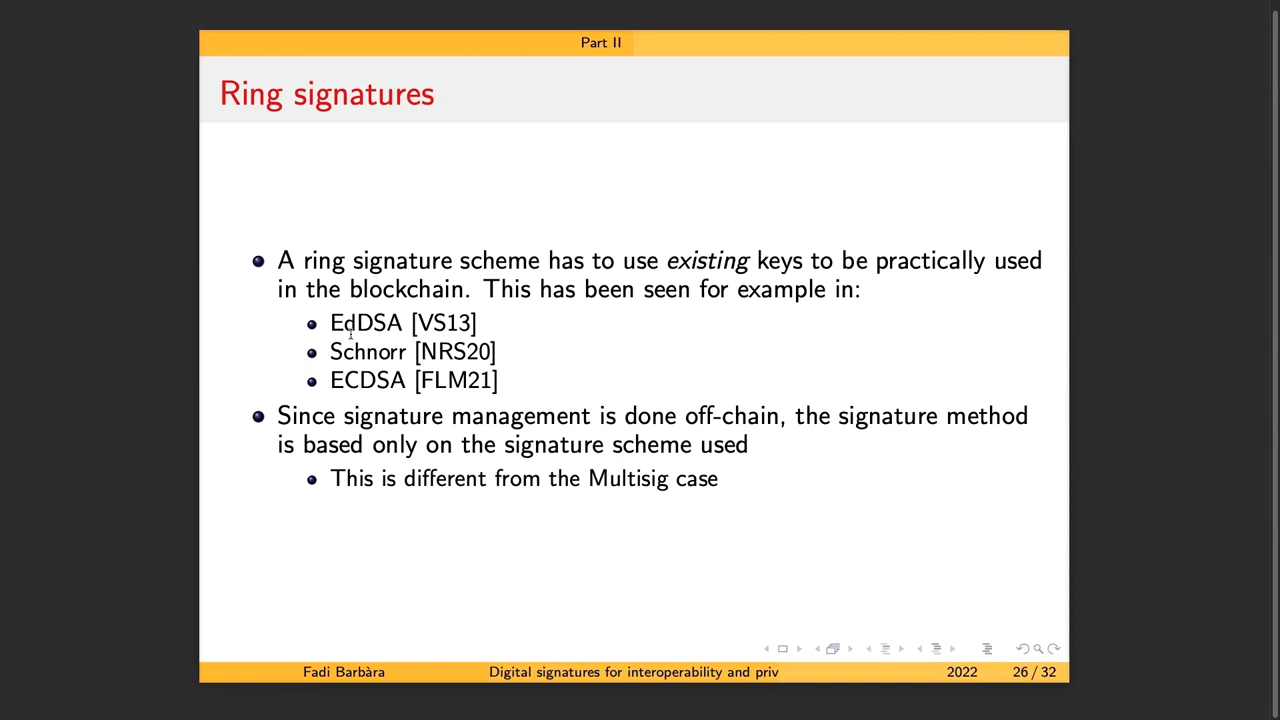 Part II
Ring signatures
A ring signature scheme has to use existing keys to be practically used
in the blockchain. This has been seen for example in:
EdDSA [VS13]
Schnorr [NRS20]
ECDSA [FLM21]
Since signature management is done off-chain, the signature method
is based only on the signature scheme used
This is different from the Multisig case
Fadi Barbàra Digital signatures for interoperability and priv 2022 26 / 32